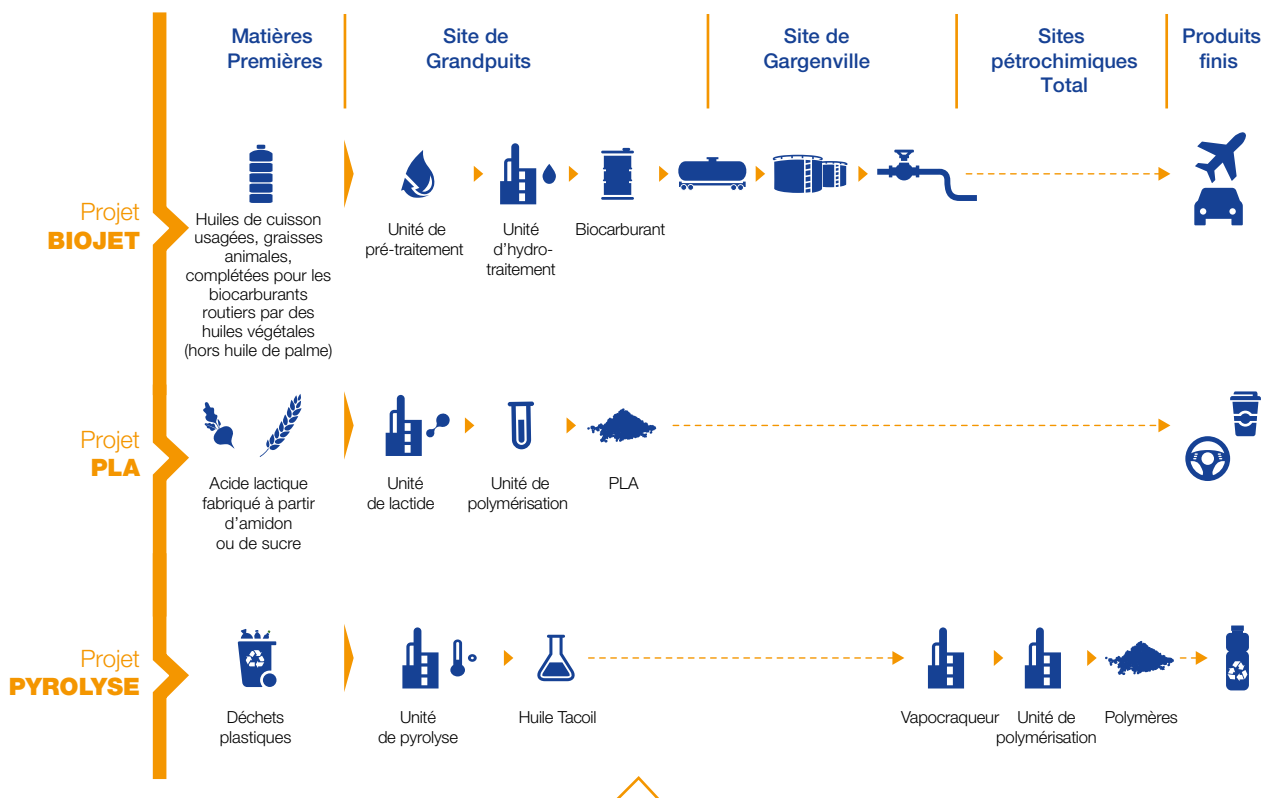 Matières
Premières
Site de
Grandpuits
Site de
Gargenville
Sites
pétrochimiques
Total
Produits
finis
Projet
BIOJET
Huiles de cuisson
usagées, graisses
animales,
complétées pour les
biocarburants
routiers par des
huiles végétales
(hors huile de palme)
Unité de
pré-traitement
Unité
d'hydro-
traitement
Biocarburant
Projet
PLA
Acide lactique
fabriqué à partir
d'amidon
ou de sucre
Unité
de lactide
Unité de
polymérisation
PLA
Projet
PYROLYSE
Déchets
plastiques
Unité
de pyrolyse
Huile Tacoil
Vapocraqueur
Unité de
polymérisation
Polymères